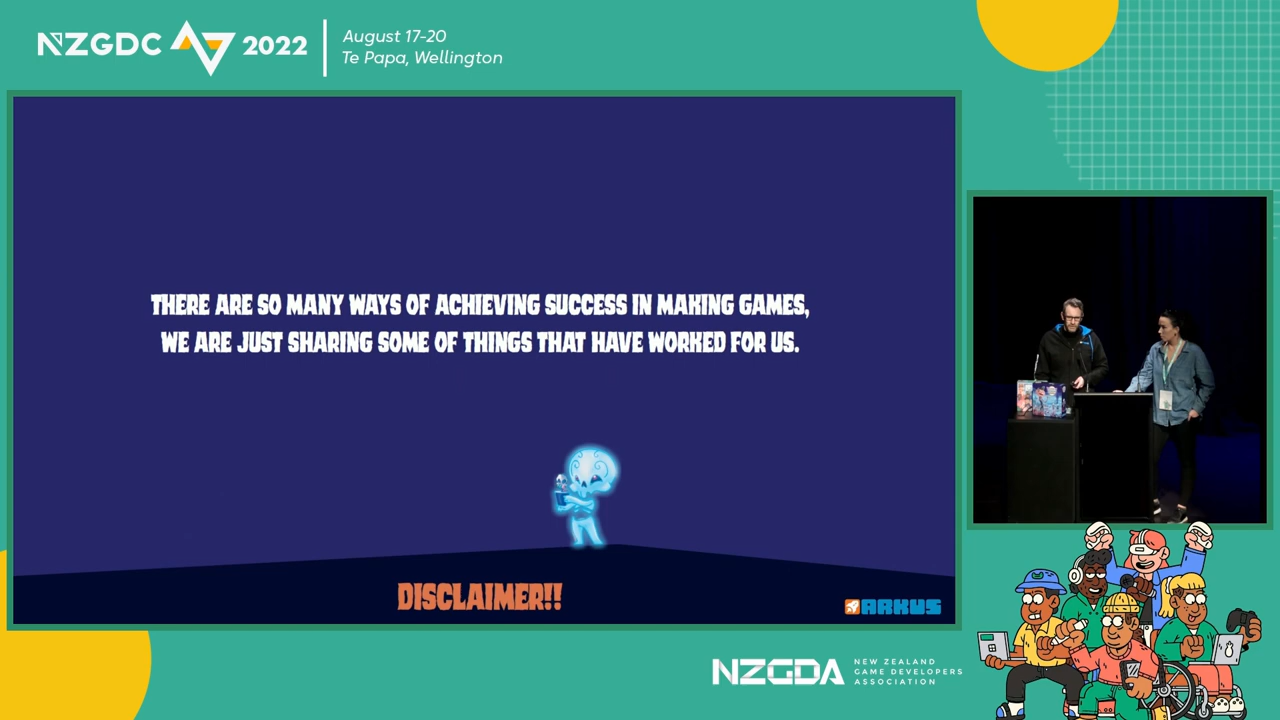 NZGDC 2022
August 17-20
Te Papa, Wellington
THERE ARE SO MANY WAYS OF ACHIEVING SUCCESS IN MAKING GAMES,
WE ARE JUST SHARING SOME OF THINGS THAT HAVE WORKED FOR US.
DISCLAIMER!!
ARKUS
NZGDA
NEW ZEALAND
GAME DEVELOPERS
ASSOCIATION